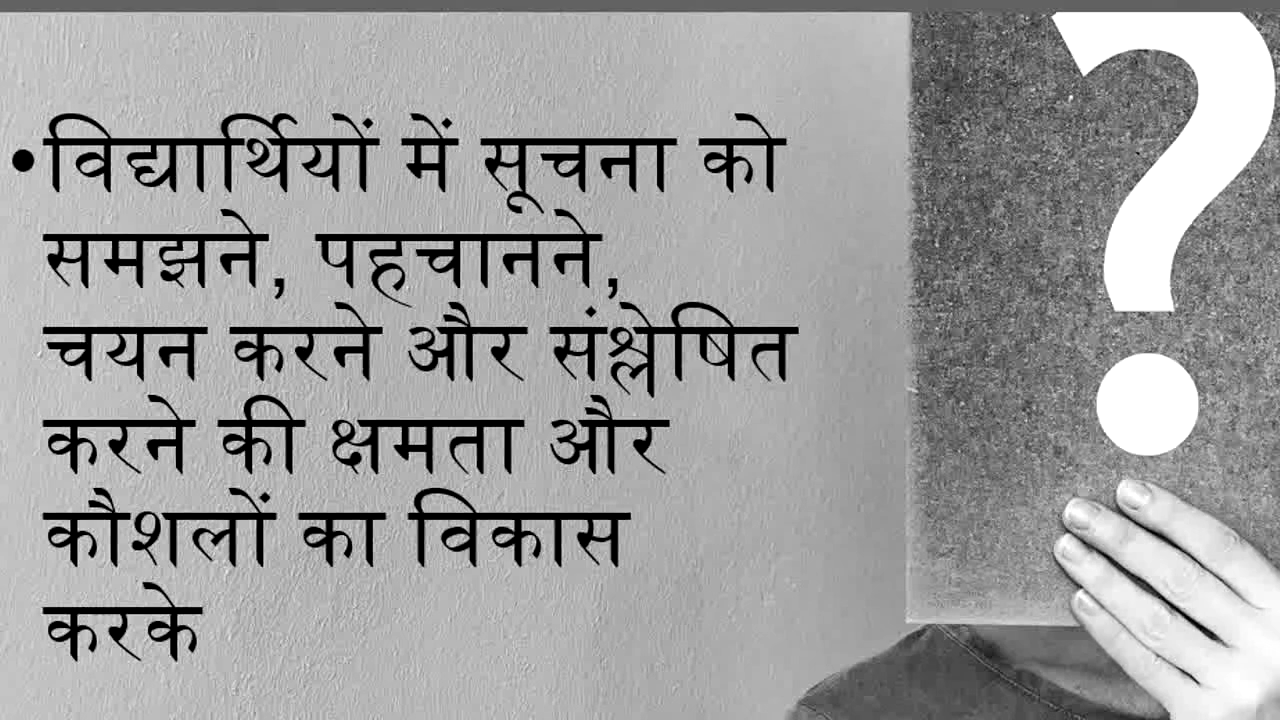 •विद्यार्थियों में सूचना को
समझने, पहचानने,
चयन करने और संश्लेषित
करने की क्षमता और
कौशलों का विकास
करके
?